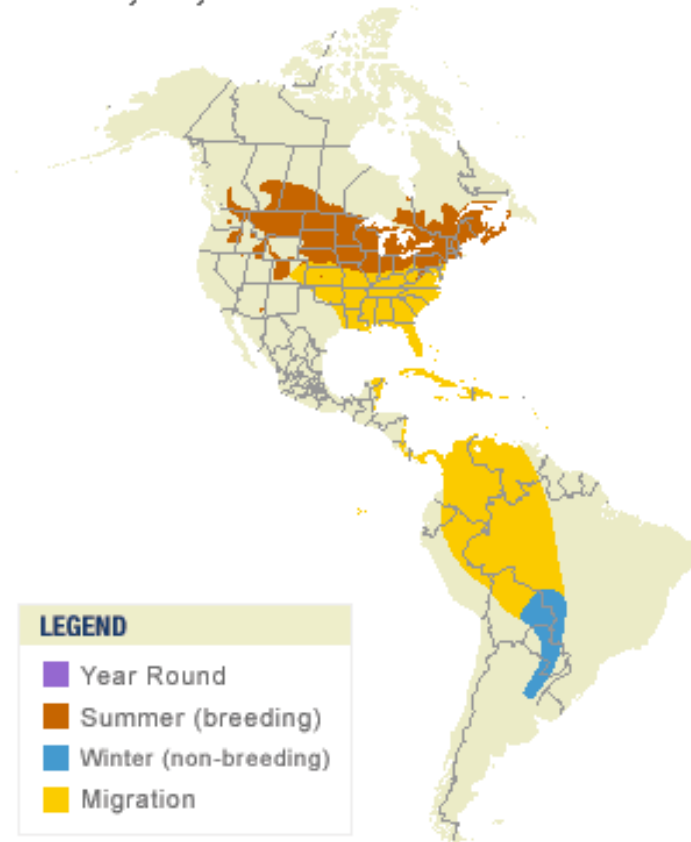 LEGEND
Year Round
Summer (breeding)
Winter (non-breeding)
Migration